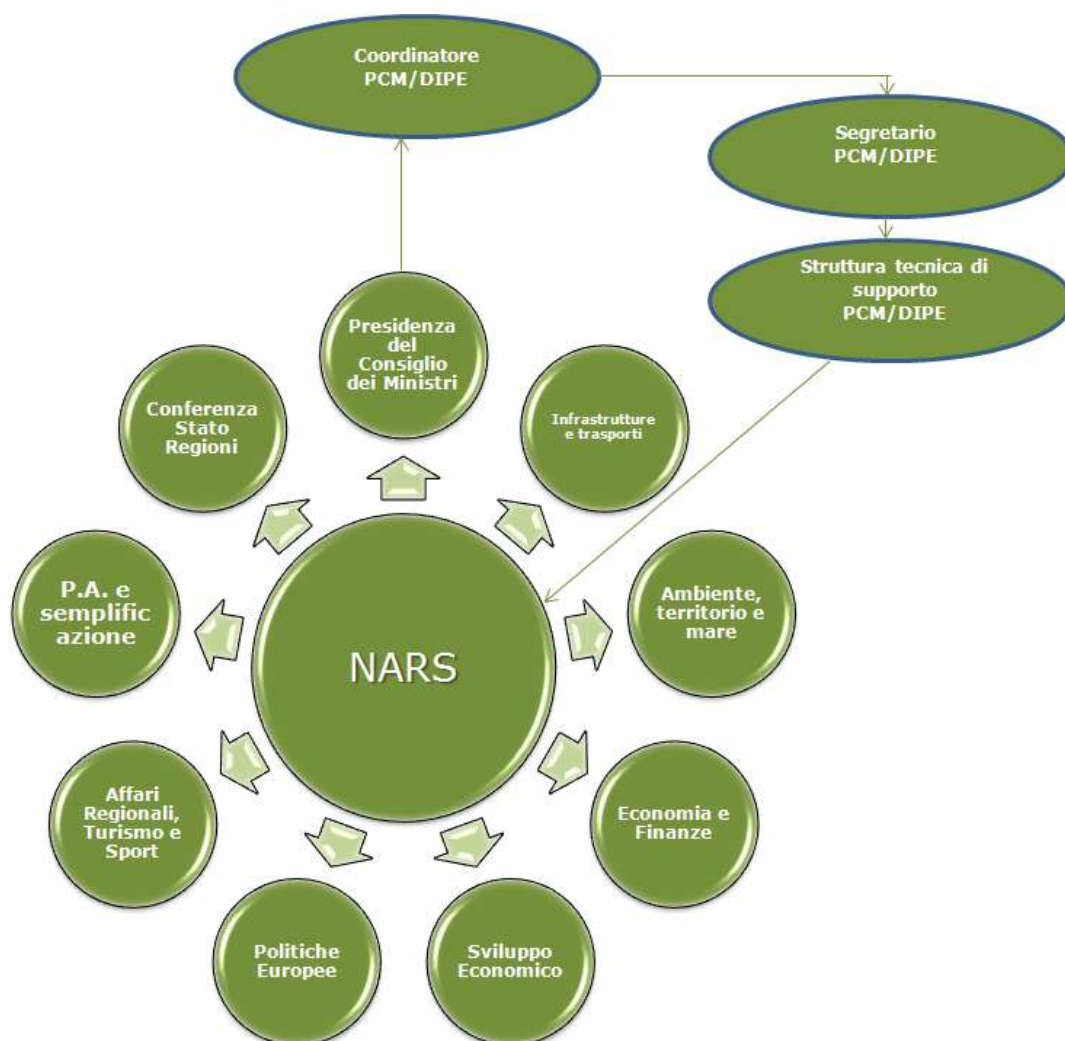 Coordinatore
PCM/DIPE
Segretario
PCM/DIPE
Struttura tecnica di
supporto
PCM/DIPE
Presidenza
del
Consiglio
dei Ministri
Infrastrutture
e trasporti
Ambiente,
territorio e
mare
Economia e
Finanze
Sviluppo
Economico
Politiche
Europee
Affari
Regionali,
Turismo e
Sport
P.A. e
semplific
azione
Conferenza
Stato
Regioni
NARS